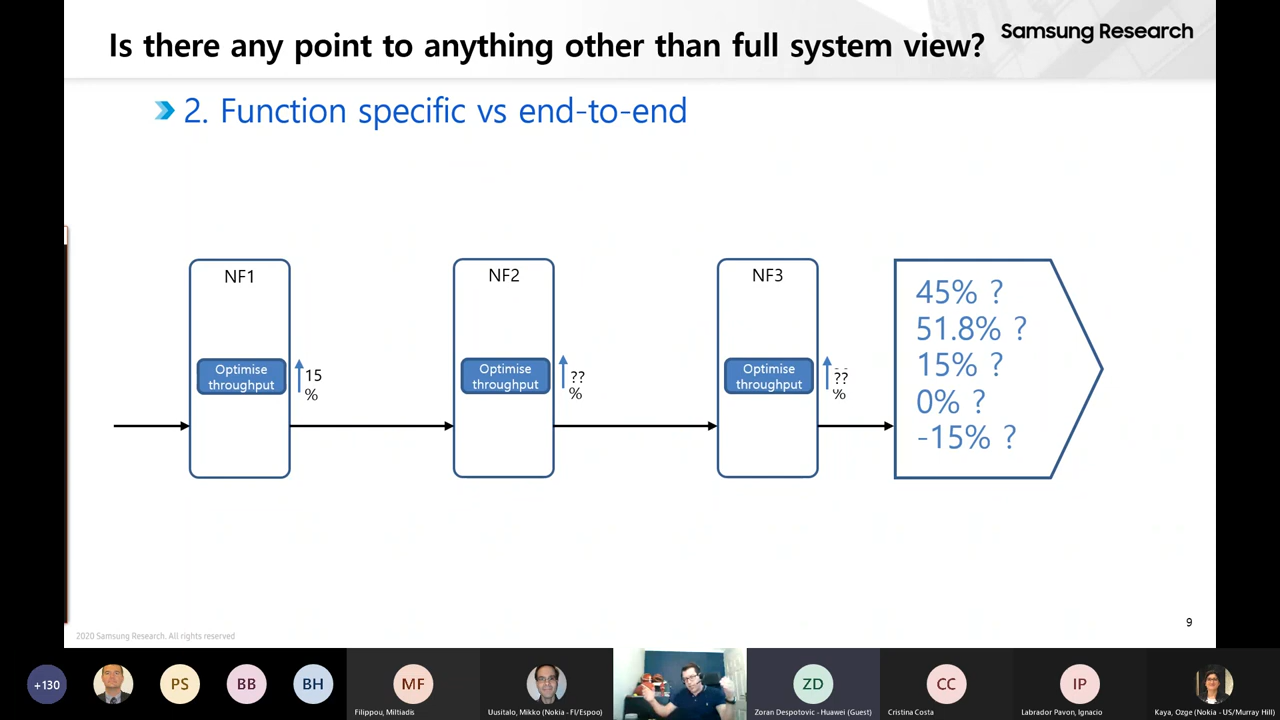 Is there any point to anything other than full system view?
Samsung Research
2. Function specific vs end-to-end
NF1
Optimise
throughput
15
%
NF2
Optimise
throughput
??
%
NF3
Optimise
throughput
??
%
45% ?
51.8% ?
15% ?
0% ?
-15% ?
9
2020 Samsung Research. All rights reserved
+130
PS
BB
BH
MF
Filippou, Miltiadis
Uusitalo, Mikko (Nokia - FI/Espoo)
ZD
Zoran Despotovic - Huawei (Guest)
CC
Cristina Costa
IP
Labrador Pavon, Ignacio
Kaya, Ozge (Nokia - US/Murray Hill)